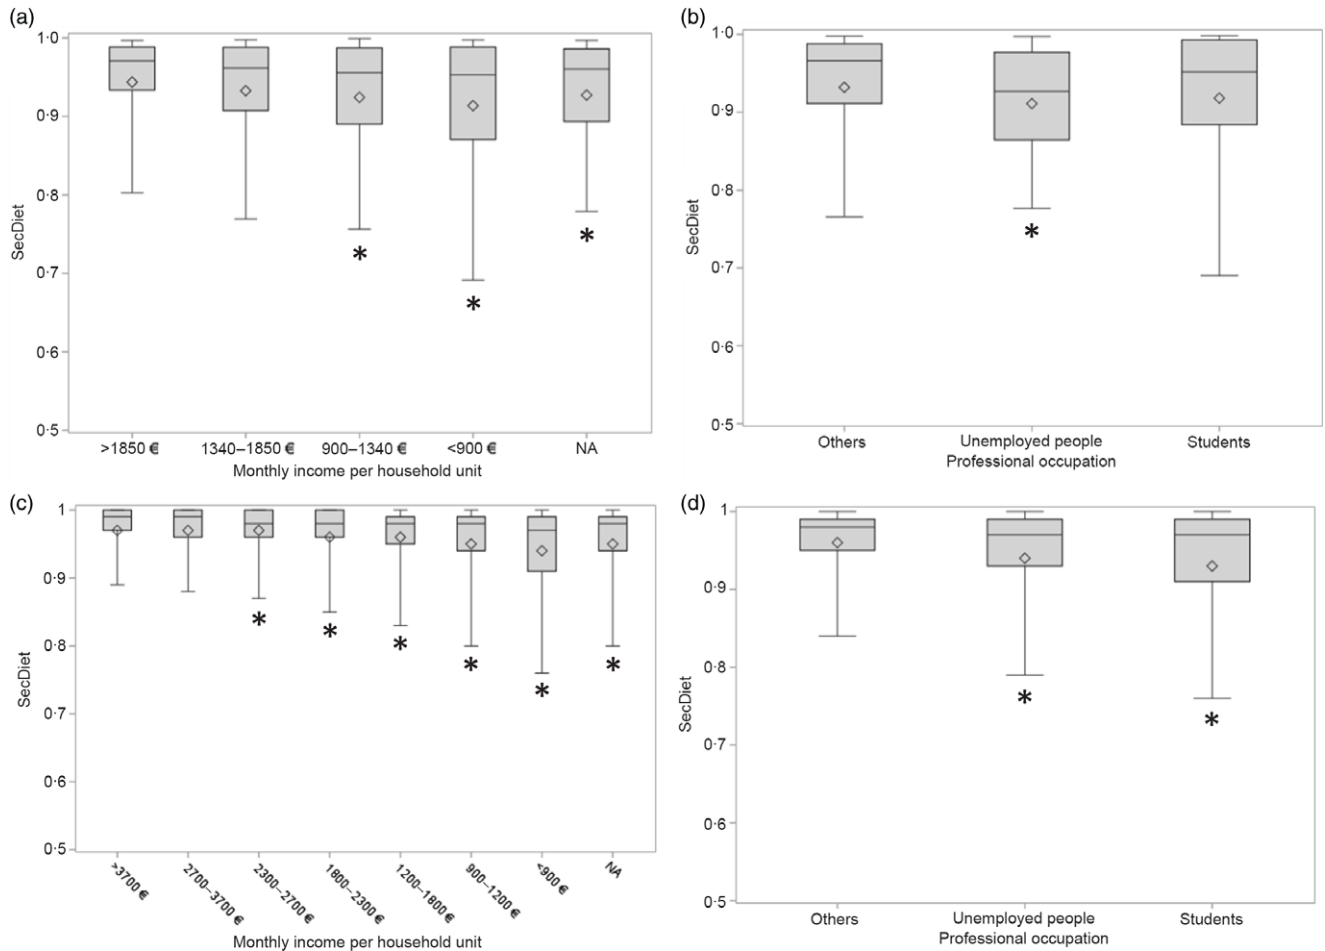 (a)
1·0
0·9
0·8
0·7
0·6
0·5
SecDiet
*
*
*
>1850 € 1340–1850 € 900–1340 € <900 € NA
Monthly income per household unit
(b)
1·0
0·9
0·8
0·7
0·6
0·5
SecDiet
*
Others Unemployed people Students
Professional occupation
(c)
1
0·9
0·8
0·7
0·6
0·5
SecDiet
*
*
*
*
*
*
>3700 € 2700–3700 € 2300–2700 € 1800–2300 € 1200–1800 € 900–1200 € <900 € NA
Monthly income per household unit
(d)
1
0·9
0·8
0·7
0·6
0·5
SecDiet
*
*
Others Unemployed people Students
Professional occupation